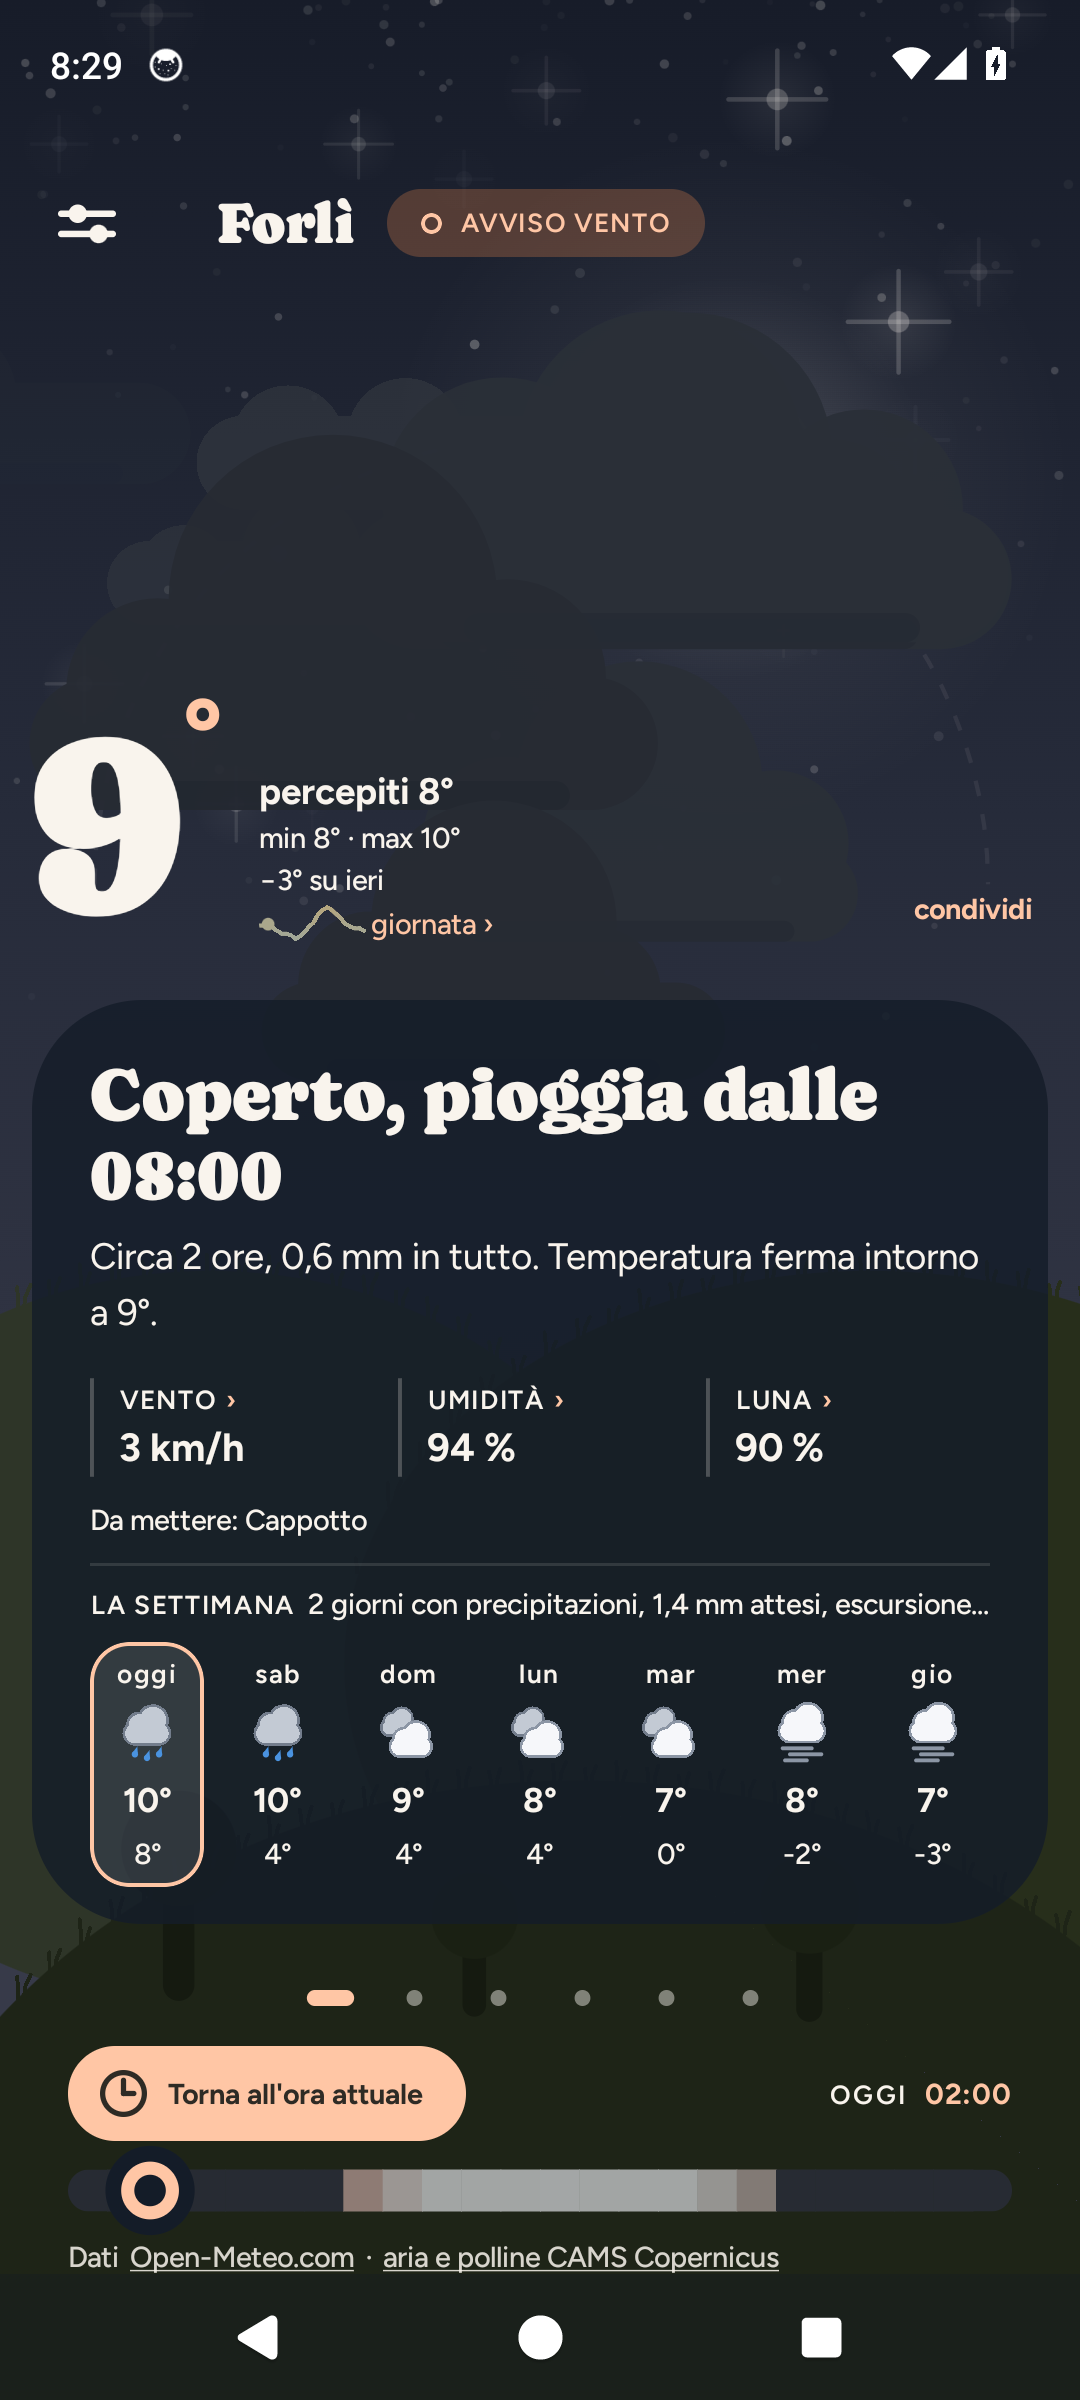 8:29
Forlì
AVVISO VENTO
9°
percepiti 8°
min 8° · max 10°
−3° su ieri
giornata ›
condividi
Coperto, pioggia dalle
08:00
Circa 2 ore, 0,6 mm in tutto. Temperatura ferma intorno
a 9°.
VENTO › UMIDITÀ › LUNA ›
3 km/h 94 % 90 %
Da mettere: Cappotto
LA SETTIMANA 2 giorni con precipitazioni, 1,4 mm attesi, escursione…
oggi sab dom lun mar mer gio
10° 10° 9° 8° 7° 8° 7°
8° 4° 4° 4° 0° -2° -3°
Torna all'ora attuale
OGGI 02:00
Dati Open-Meteo.com · aria e polline CAMS Copernicus